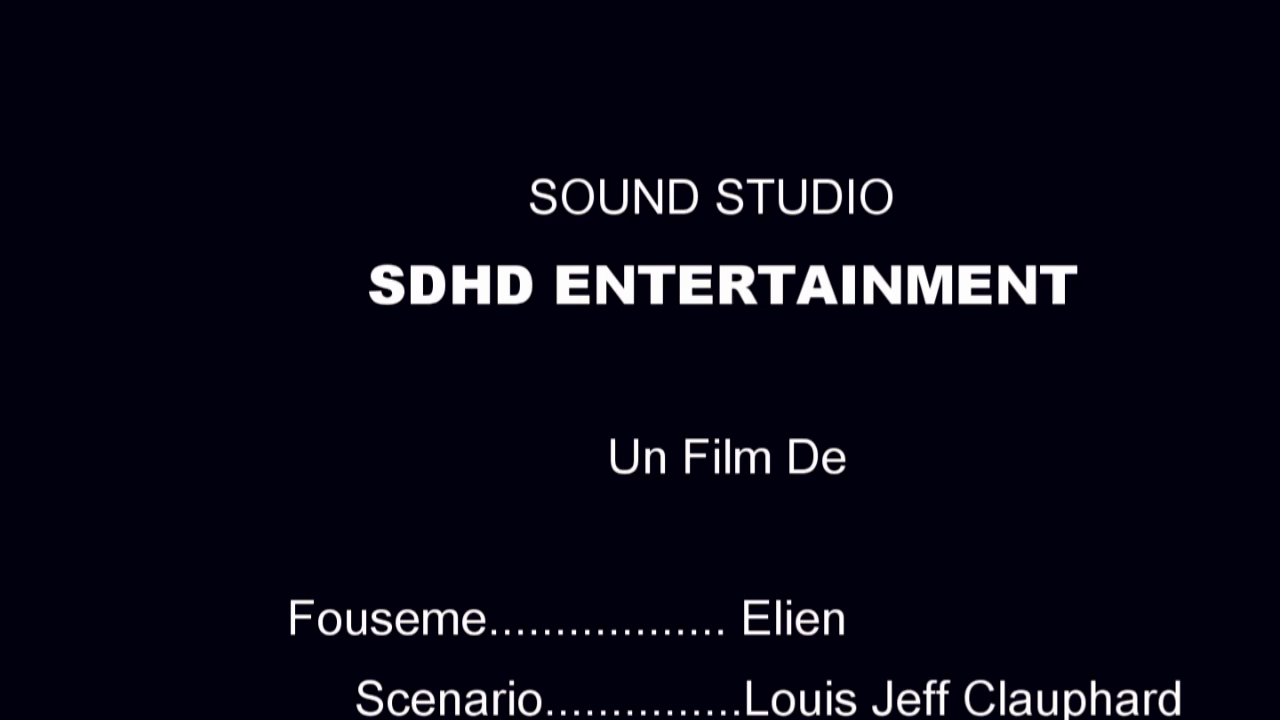 SOUND STUDIO
SDHD ENTERTAINMENT
Un Film De
Fouseme.................. Elien
Scenario...............Louis Jeff Clauphard